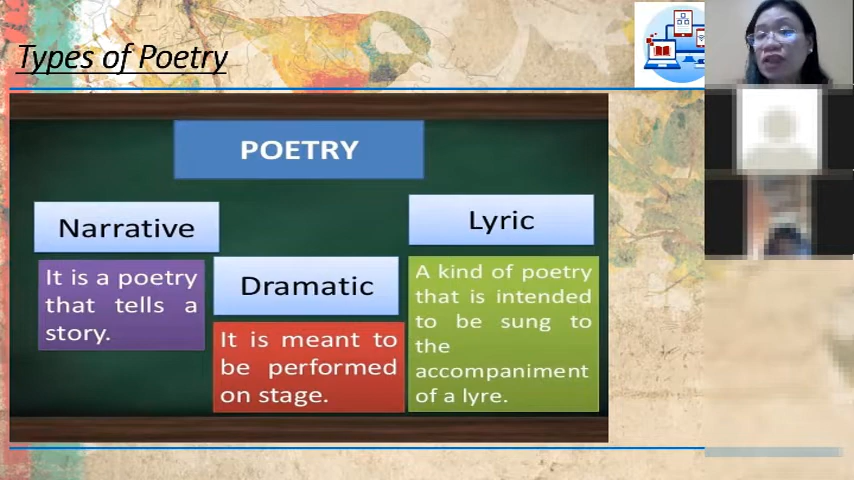 Types of Poetry
POETRY
Narrative
It is a poetry
that tells a
story.
Dramatic
It is meant to
be performed
on stage.
Lyric
A kind of poetry
that is intended
to be sung to
the
accompaniment
of a lyre.